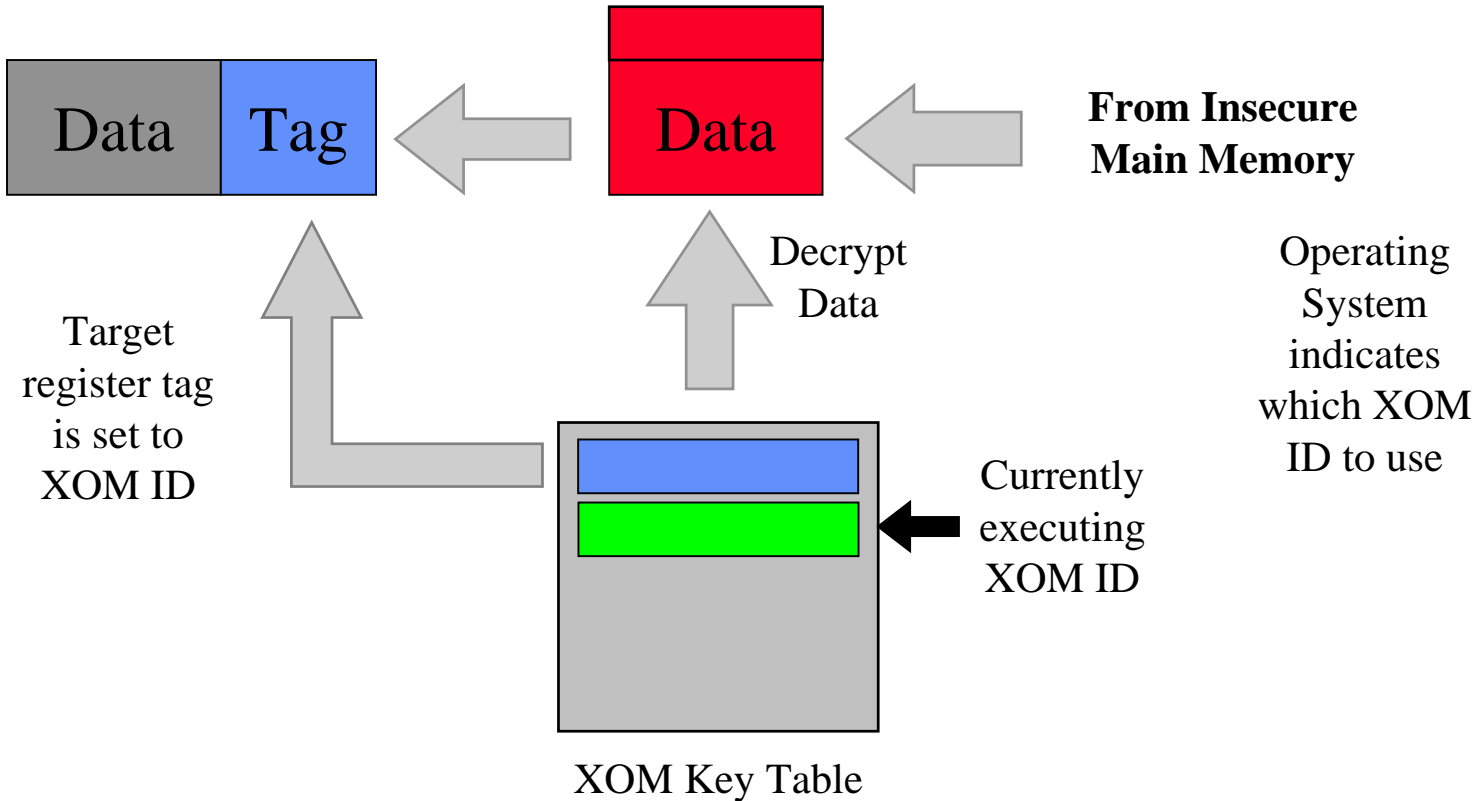 Data
Tag
Data
From Insecure
Main Memory
Decrypt
Data
Operating
System
indicates
which XOM
ID to use
Target
register tag
is set to
XOM ID
Currently
executing
XOM ID
XOM Key Table